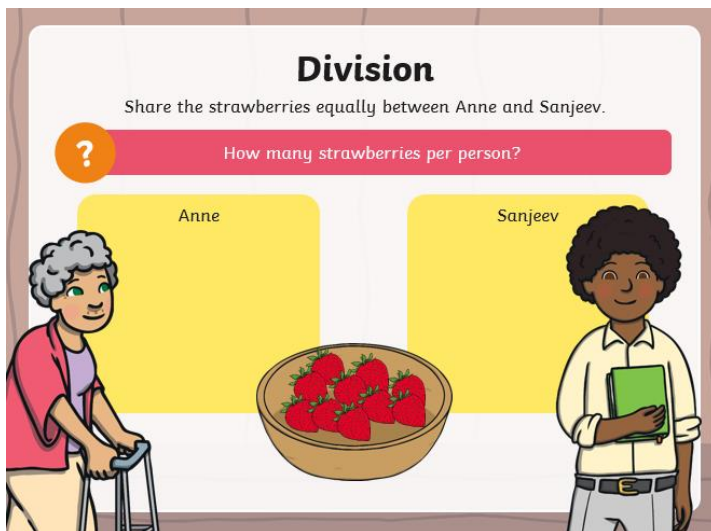 Division
Share the strawberries equally between Anne and Sanjeev.
?
How many strawberries per person?
Anne
Sanjeev